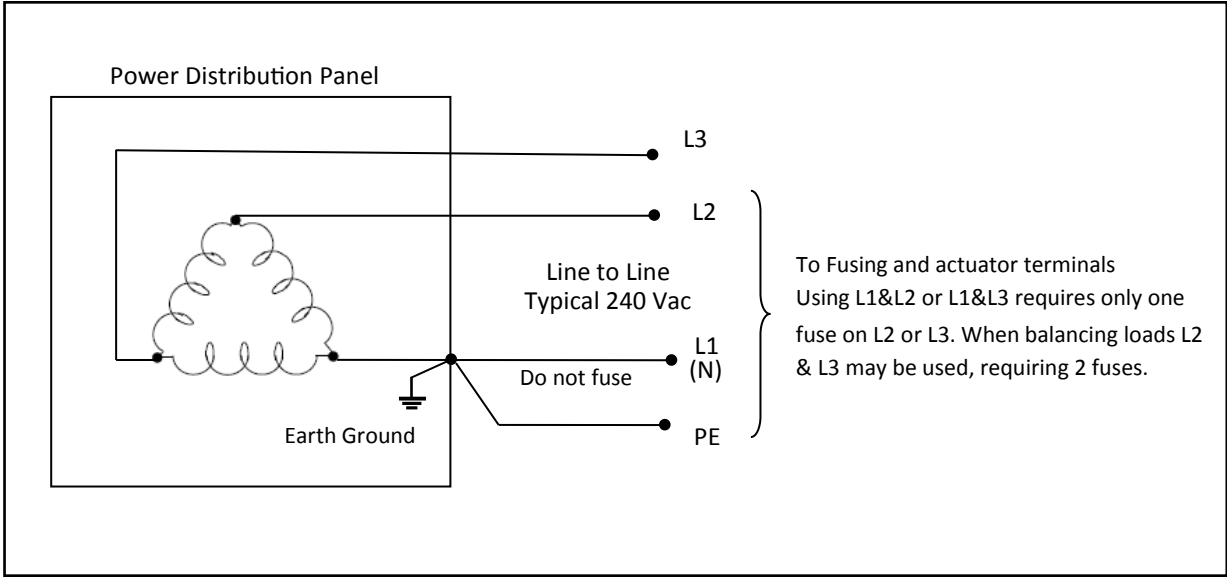 Power Distribution Panel
L3
L2
Line to Line
Typical 240 Vac
L1
(N)
Do not fuse
Earth Ground
PE
To Fusing and actuator terminals
Using L1&L2 or L1&L3 requires only one
fuse on L2 or L3. When balancing loads L2
& L3 may be used, requiring 2 fuses.